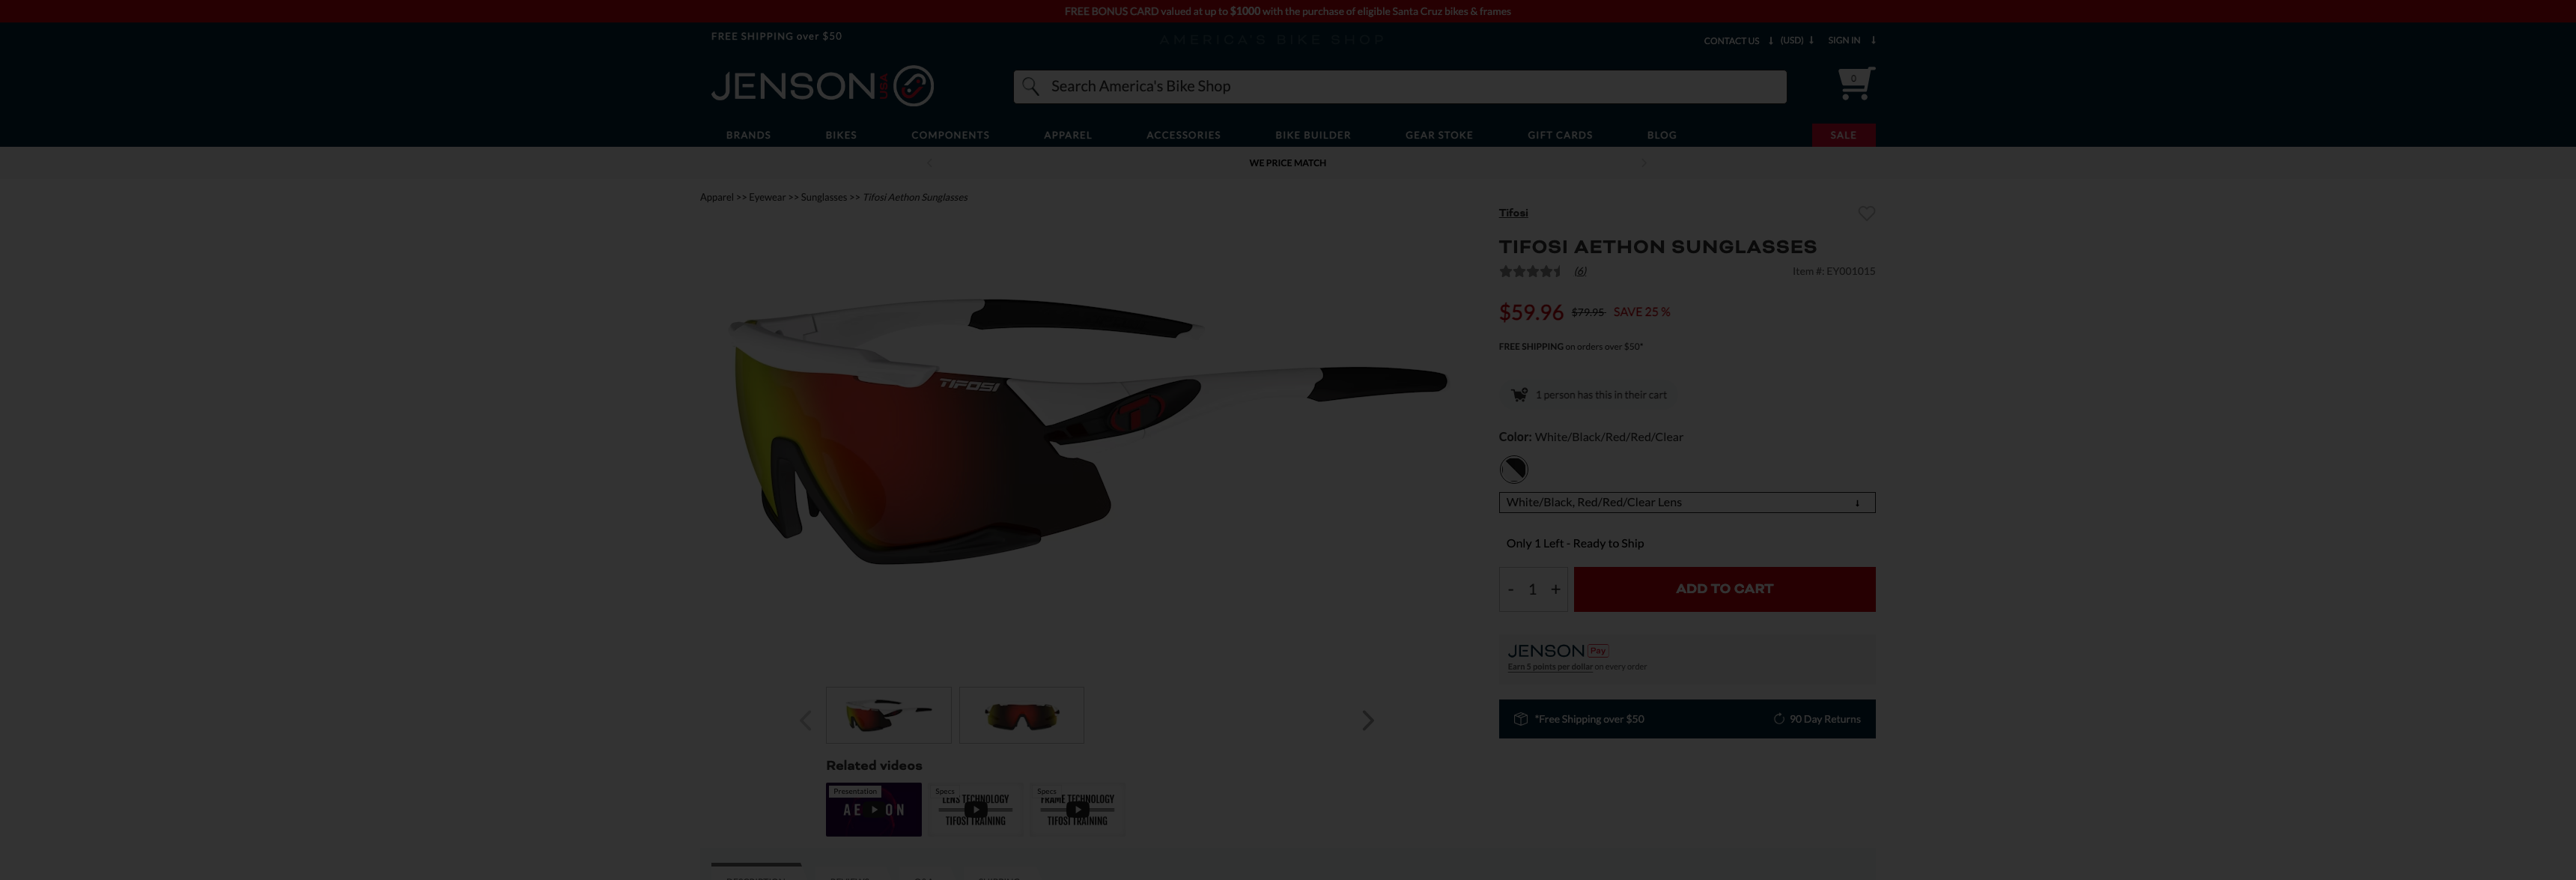 FREE BONUS CARD valued at up to $1000 with the purchase of eligible Santa Cruz bikes & frames
FREE SHIPPING over $50
AMERICA'S BIKE SHOP
CONTACT US
(USD)
SIGN IN
JENSON USA
Search America's Bike Shop
0
BRANDS
BIKES
COMPONENTS
APPAREL
ACCESSORIES
BIKE BUILDER
GEAR STOKE
GIFT CARDS
BLOG
SALE
WE PRICE MATCH
Apparel >> Eyewear >> Sunglasses >> Tifosi Aethon Sunglasses
TIFOSI
Related videos
Presentation
AETHON
Specs
LENS TECHNOLOGY
TIFOSI TRAINING
Specs
FRAME TECHNOLOGY
TIFOSI TRAINING
Tifosi
TIFOSI AETHON SUNGLASSES
(6)
Item #: EY001015
$59.96 $79.95 SAVE 25 %
FREE SHIPPING on orders over $50*
1 person has this in their cart
Color: White/Black/Red/Red/Clear
White/Black, Red/Red/Clear Lens
Only 1 Left - Ready to Ship
- 1 +
ADD TO CART
JENSON Pay
Earn 5 points per dollar on every order
*Free Shipping over $50
90 Day Returns